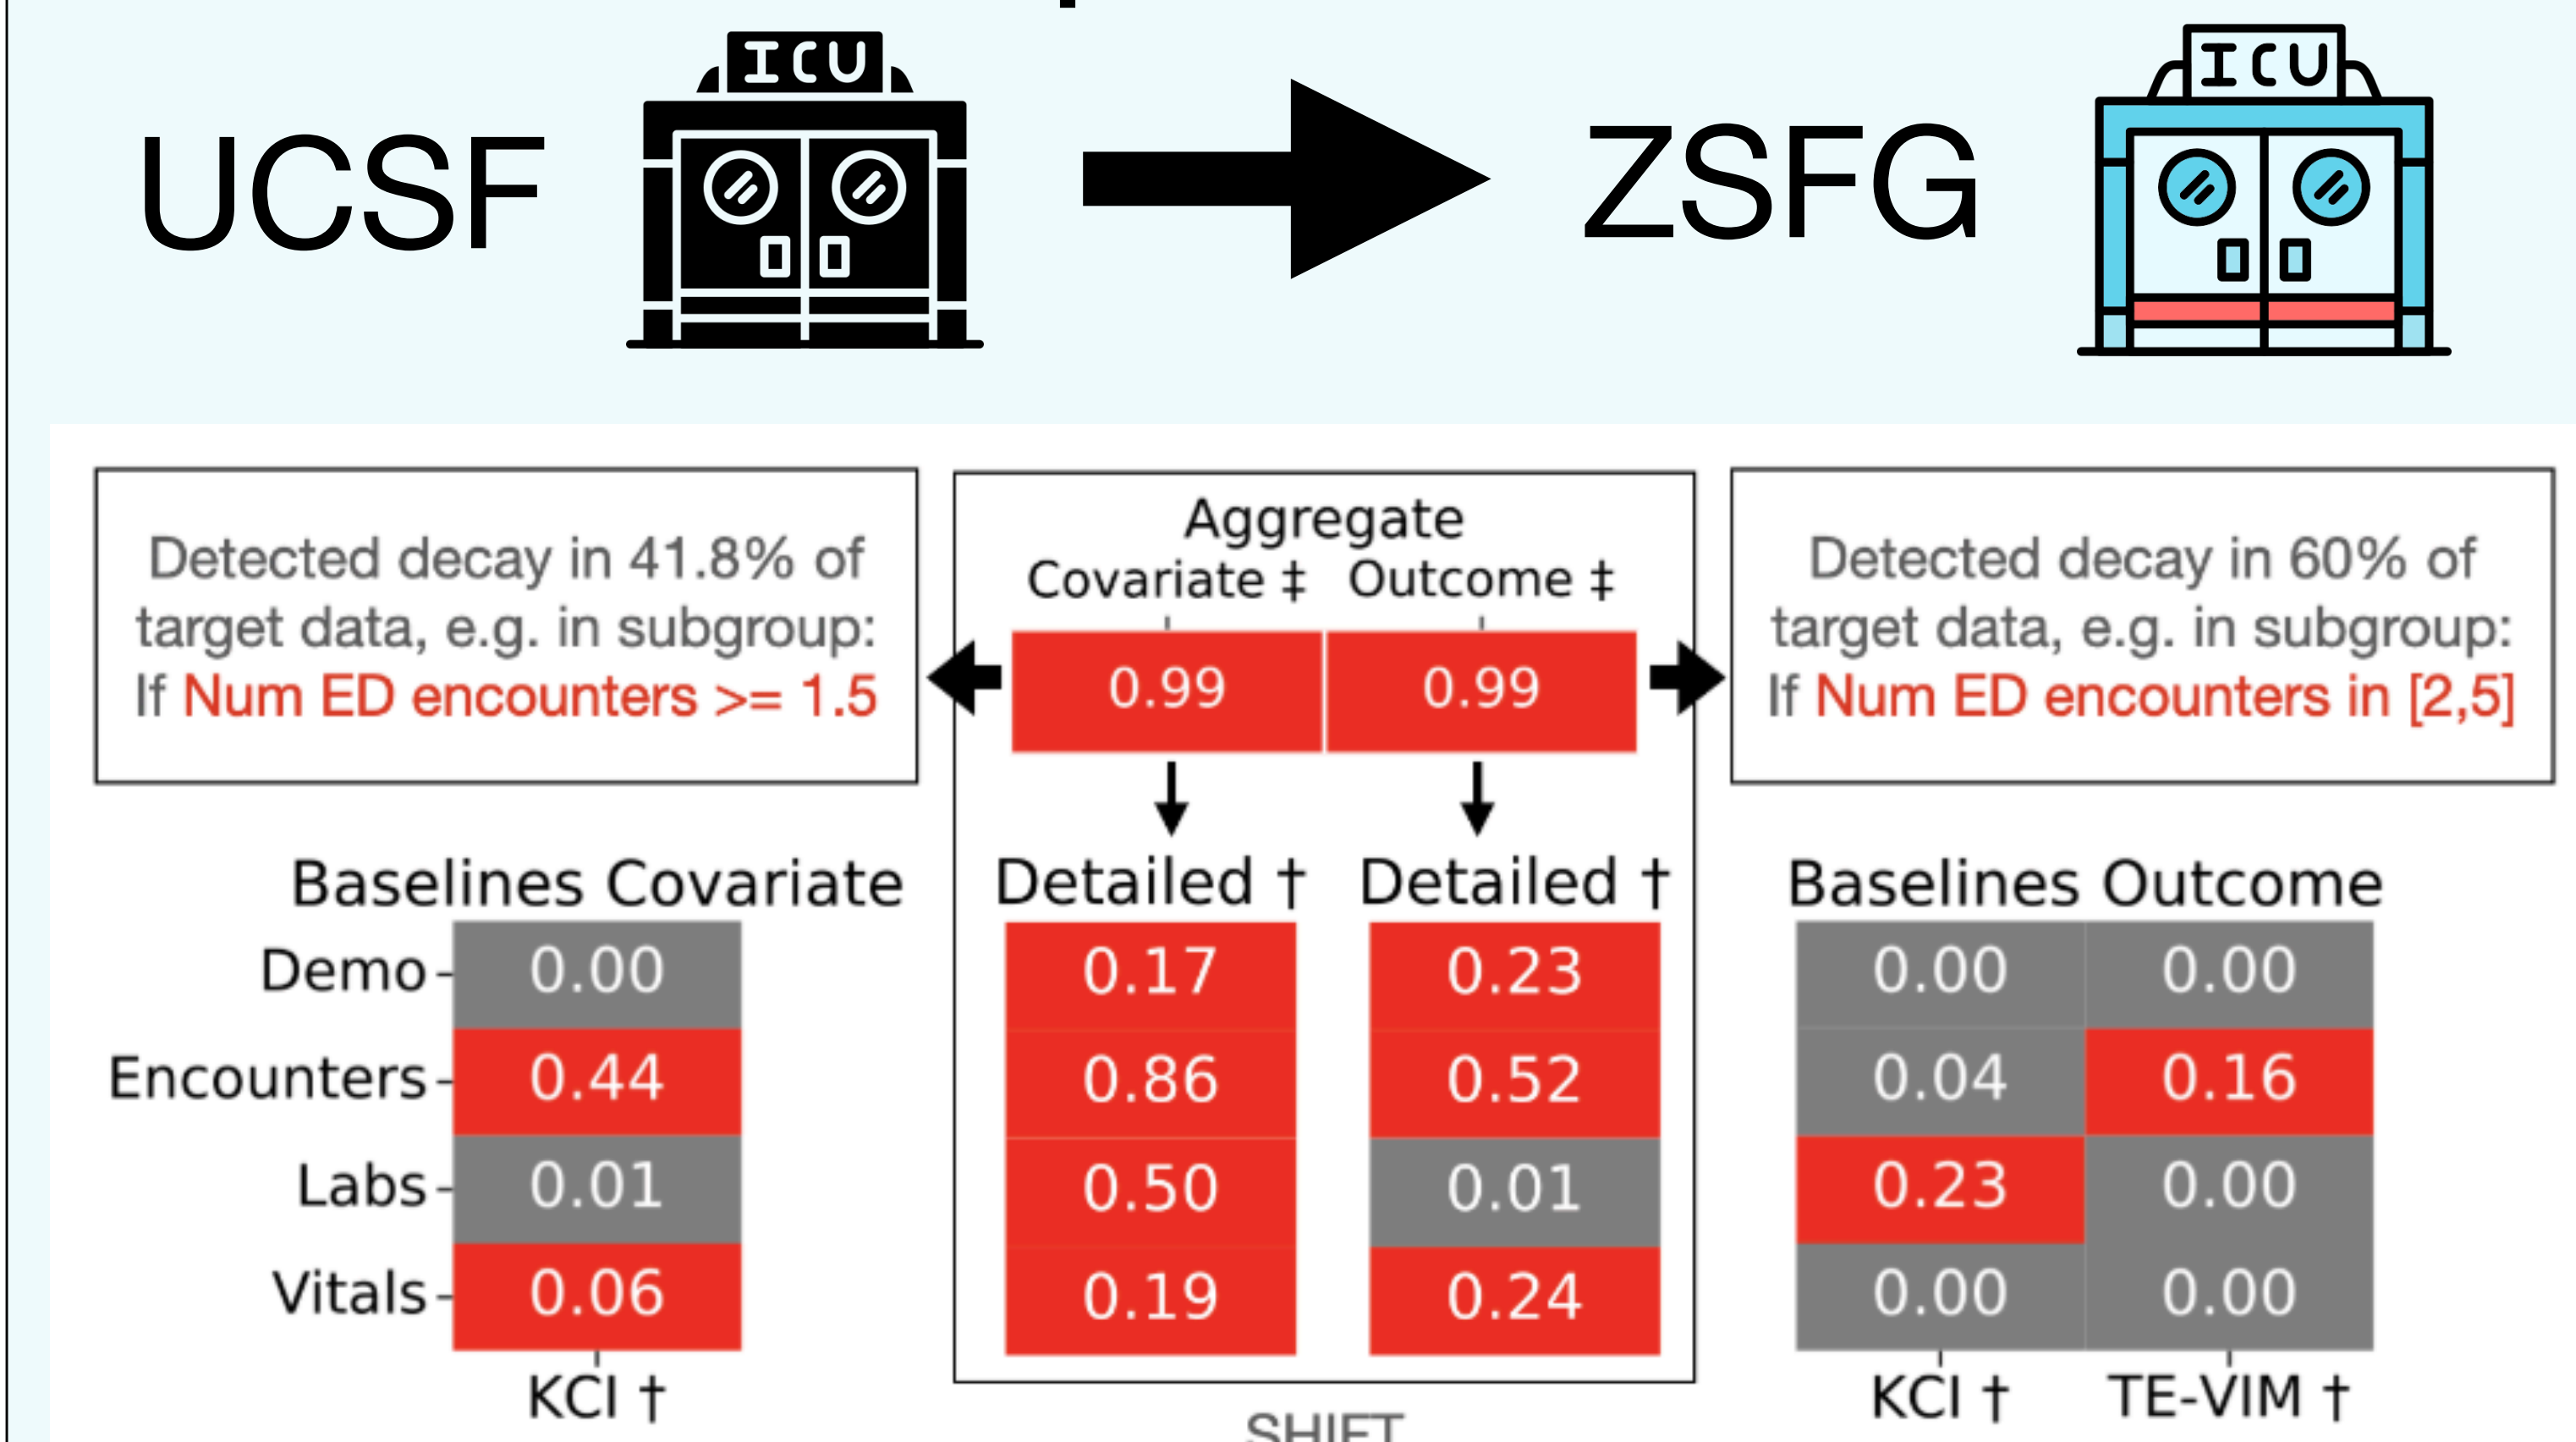 ICU
ICU
UCSF
ZSFG
Detected decay in 41.8% of
target data, e.g. in subgroup:
If Num ED encounters >= 1.5
Aggregate
Covariate ‡ Outcome ‡
0.99 0.99
Detected decay in 60% of
target data, e.g. in subgroup:
If Num ED encounters in [2,5]
Baselines Covariate
Demo 0.00
Encounters 0.44
Labs 0.01
Vitals 0.06
KCI †
Detailed † Detailed †
0.17 0.23
0.86 0.52
0.50 0.01
0.19 0.24
SHIFT
Baselines Outcome
0.00 0.00
0.04 0.16
0.23 0.00
0.00 0.00
KCI † TE-VIM †